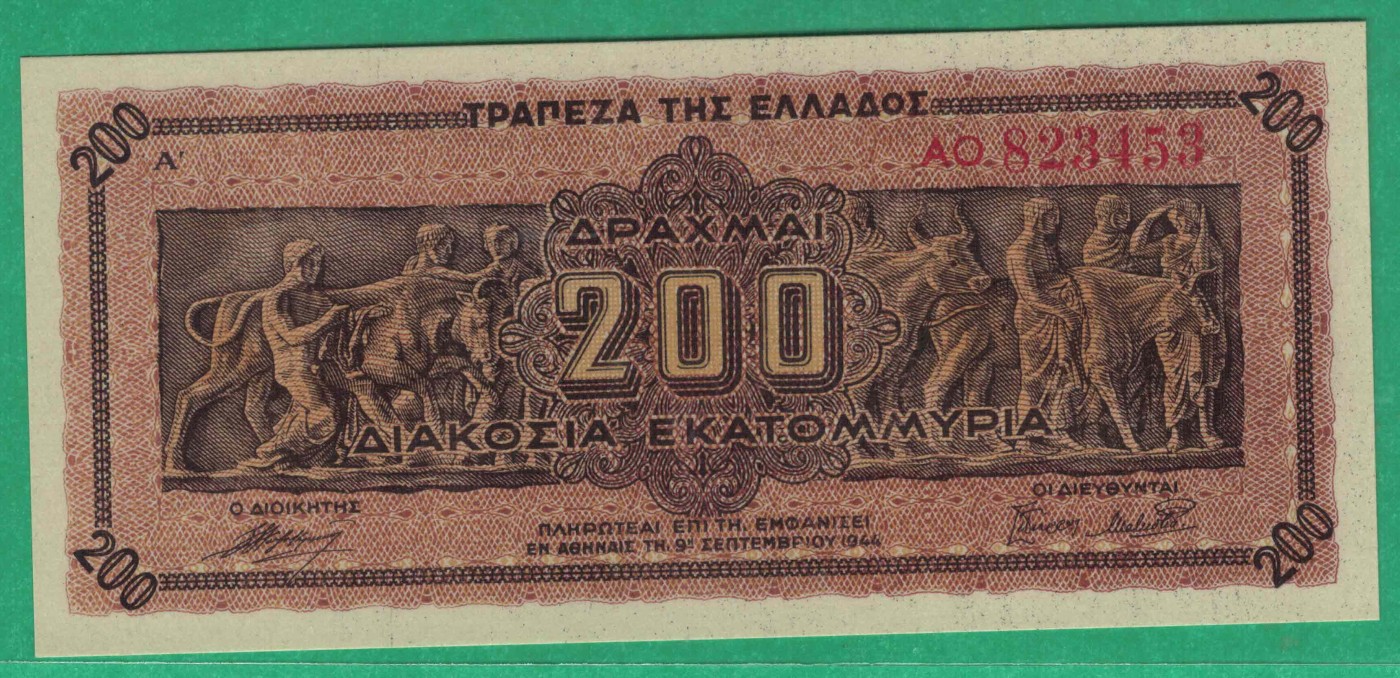 200
ΤΡΑΠΕΖΑ ΤΗΣ ΕΛΛΑΔΟΣ
200
Α'
ΑΟ 823453
ΔΡΑΧΜΑΙ
200
ΔΙΑΚΟΣΙΑ ΕΚΑΤΟΜΜΥΡΙΑ
Ο ΔΙΟΙΚΗΤΗΣ
ΟΙ ΔΙΕΥΘΥΝΤΑΙ
ΠΛΗΡΩΤΕΑΙ ΕΠΙ ΤΗ, ΕΜΦΑΝΙΣΕΙ
ΕΝ ΑΘΗΝΑΙΣ ΤΗ, 9ῃ ΣΕΠΤΕΜΒΡΙΟΥ 1944
200
200